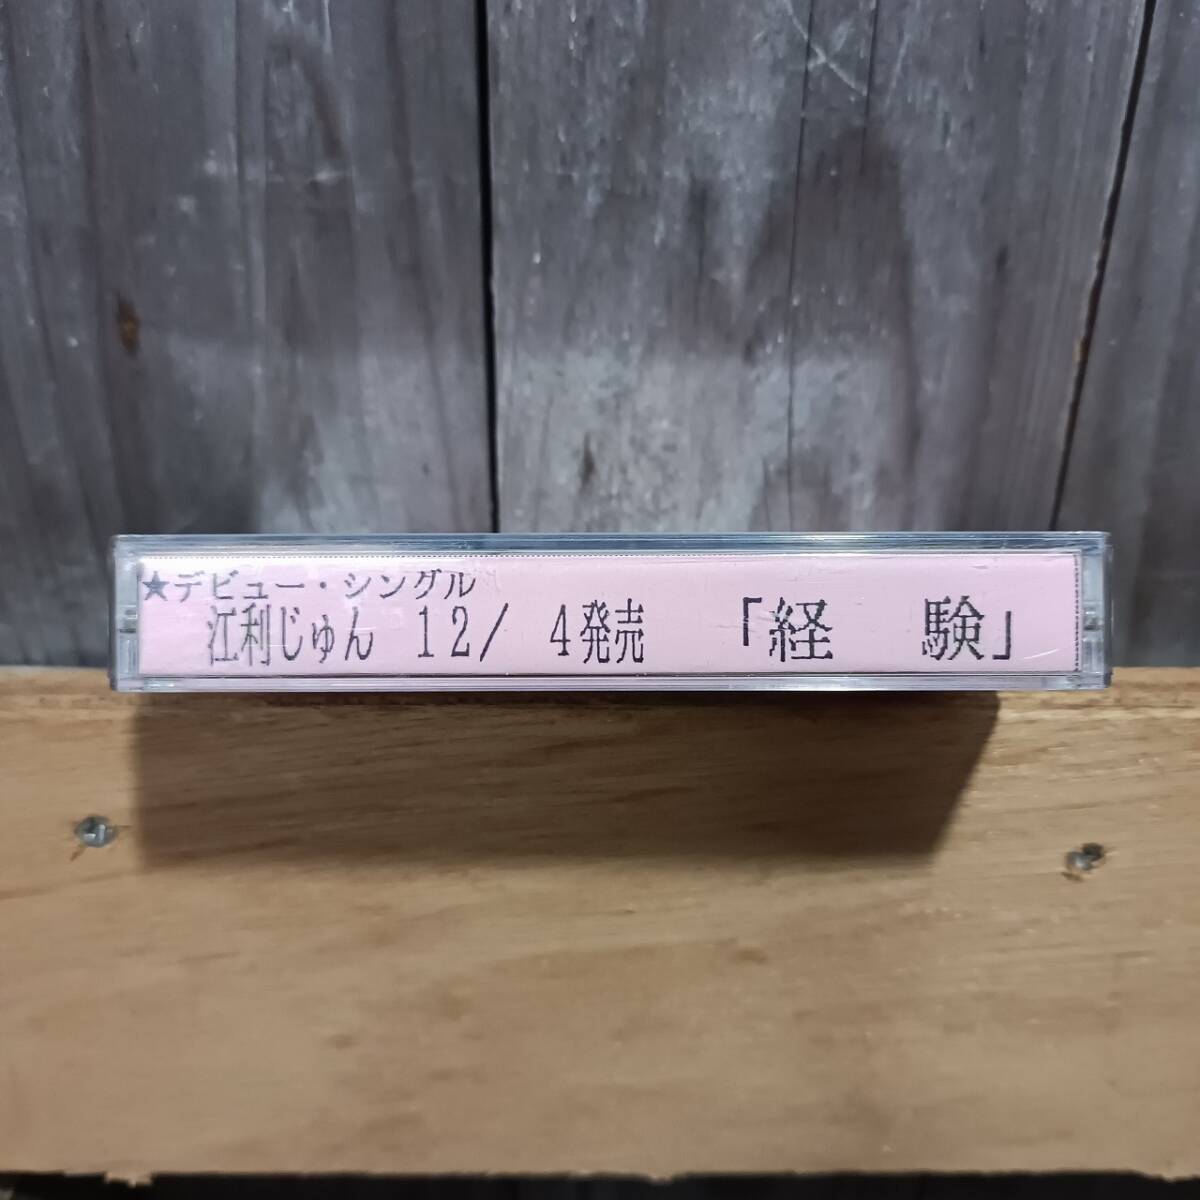 ★デビュー・シングル
江利じゅん 12/ 4発売 「経 験」